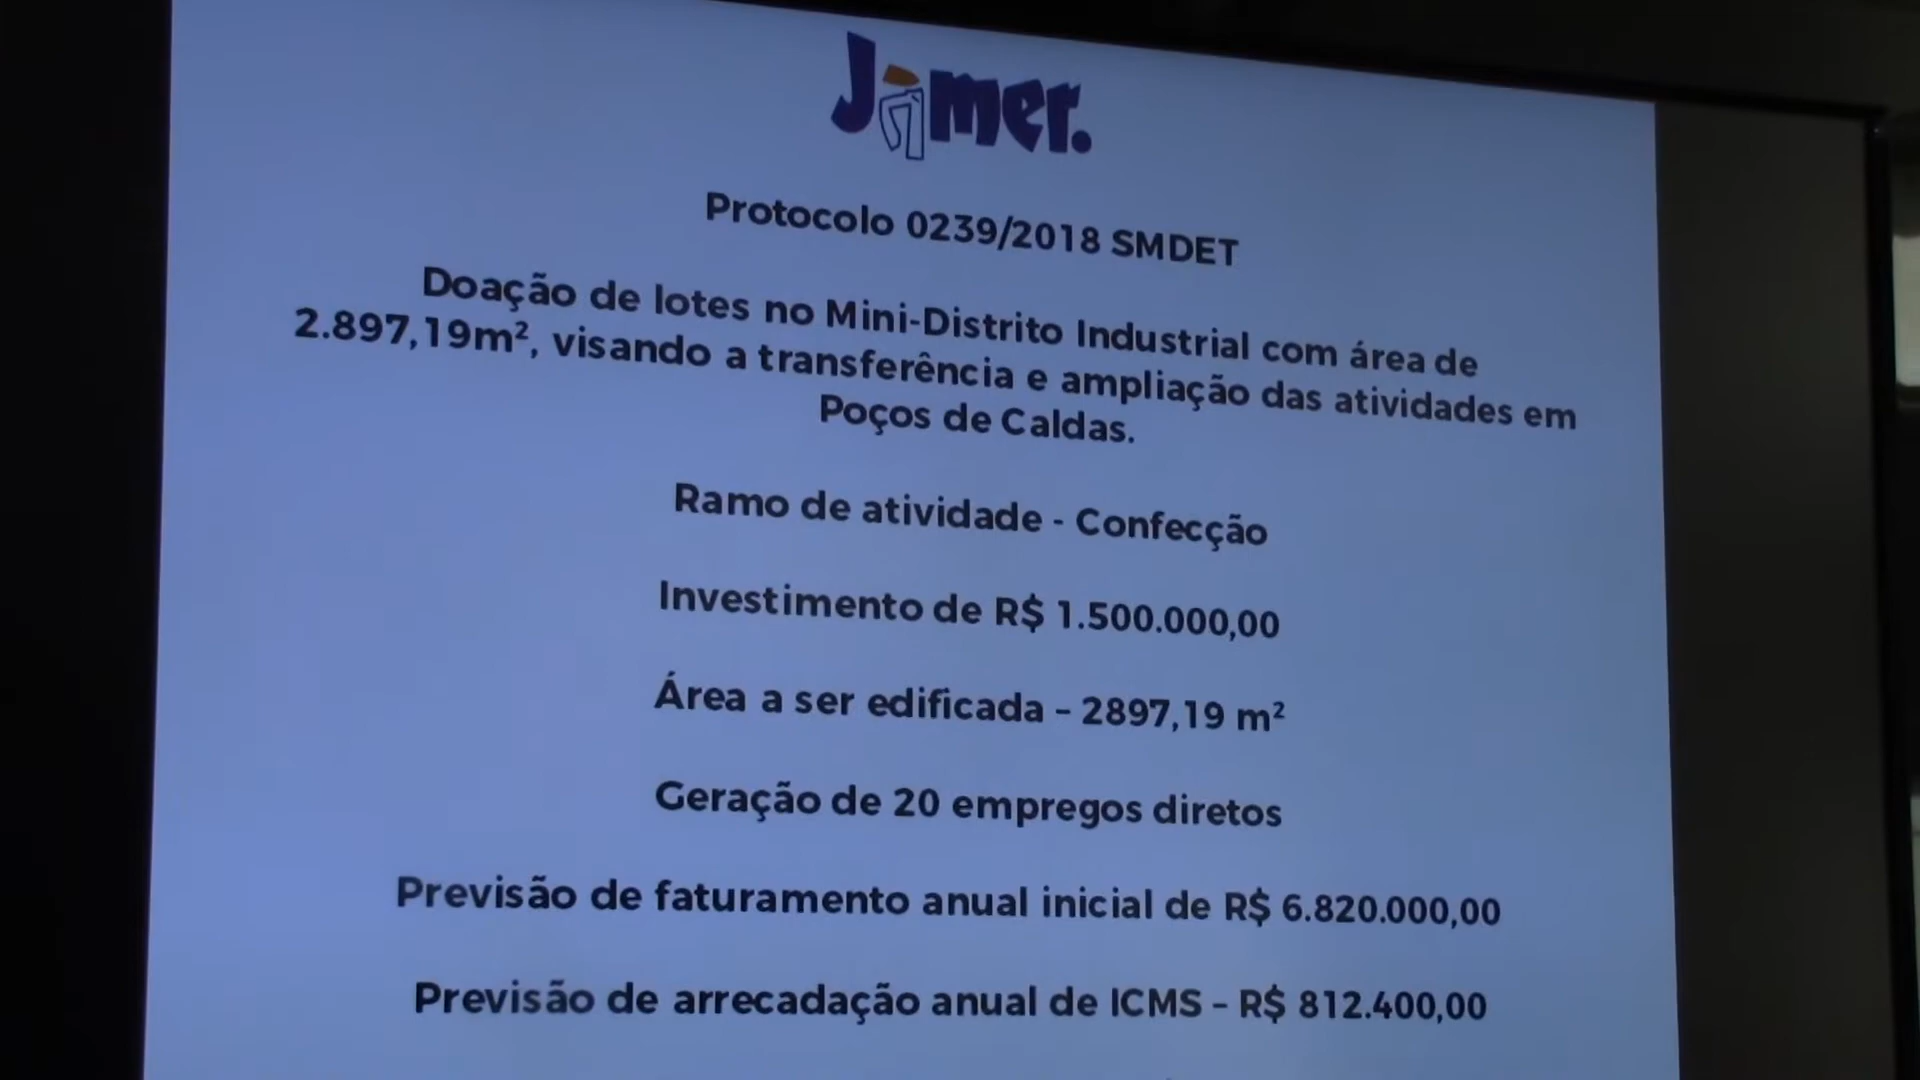 Jamer.
Protocolo 0239/2018 SMDET
Doação de lotes no Mini-Distrito Industrial com área de
2.897,19m², visando a transferência e ampliação das atividades em
Poços de Caldas.
Ramo de atividade - Confecção
Investimento de R$ 1.500.000,00
Área a ser edificada – 2897,19 m²
Geração de 20 empregos diretos
Previsão de faturamento anual inicial de R$ 6.820.000,00
Previsão de arrecadação anual de ICMS – R$ 812.400,00